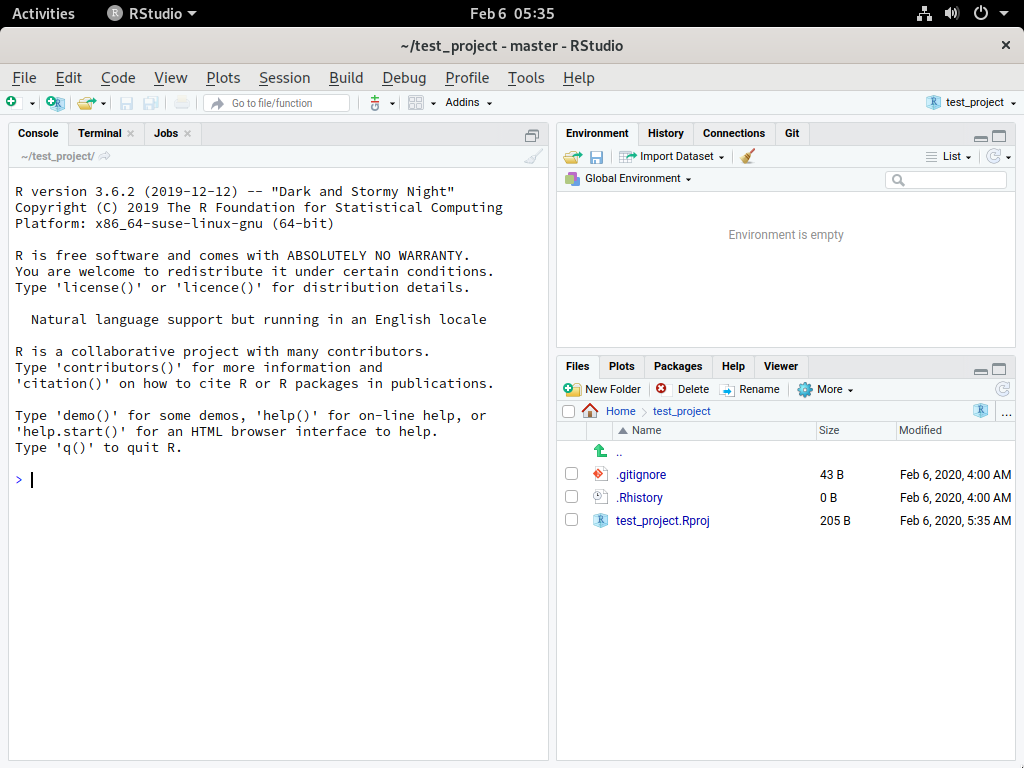 Activities RStudio Feb 6 05:35
~/test_project - master - RStudio
File Edit Code View Plots Session Build Debug Profile Tools Help
Go to file/function Addins test_project
Console Terminal Jobs
~/test_project/
R version 3.6.2 (2019-12-12) -- "Dark and Stormy Night"
Copyright (C) 2019 The R Foundation for Statistical Computing
Platform: x86_64-suse-linux-gnu (64-bit)
R is free software and comes with ABSOLUTELY NO WARRANTY.
You are welcome to redistribute it under certain conditions.
Type 'license()' or 'licence()' for distribution details.
Natural language support but running in an English locale
R is a collaborative project with many contributors.
Type 'contributors()' for more information and
'citation()' on how to cite R or R packages in publications.
Type 'demo()' for some demos, 'help()' for on-line help, or
'help.start()' for an HTML browser interface to help.
Type 'q()' to quit R.
>
Environment History Connections Git
Import Dataset List
Global Environment
Environment is empty
Files Plots Packages Help Viewer
New Folder Delete Rename More
Home test_project R ...
Name Size Modified
..
.gitignore 43 B Feb 6, 2020, 4:00 AM
.Rhistory 0 B Feb 6, 2020, 4:00 AM
test_project.Rproj 205 B Feb 6, 2020, 5:35 AM